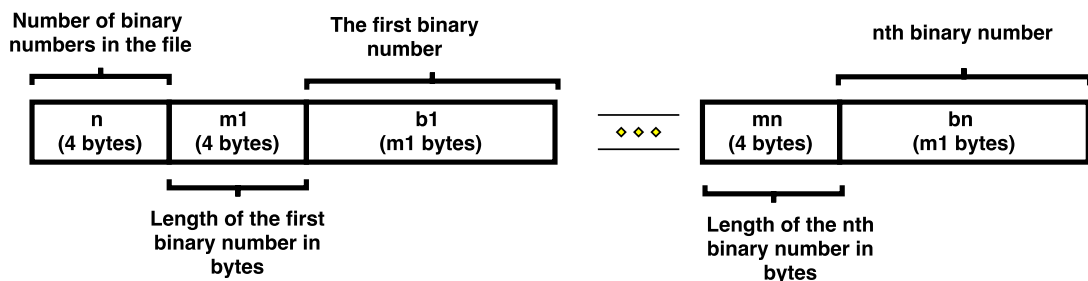 Number of binary
numbers in the file
The first binary
number
nth binary number
n
(4 bytes)
m1
(4 bytes)
b1
(m1 bytes)
mn
(4 bytes)
bn
(m1 bytes)
Length of the first
binary number in
bytes
Length of the nth
binary number in
bytes